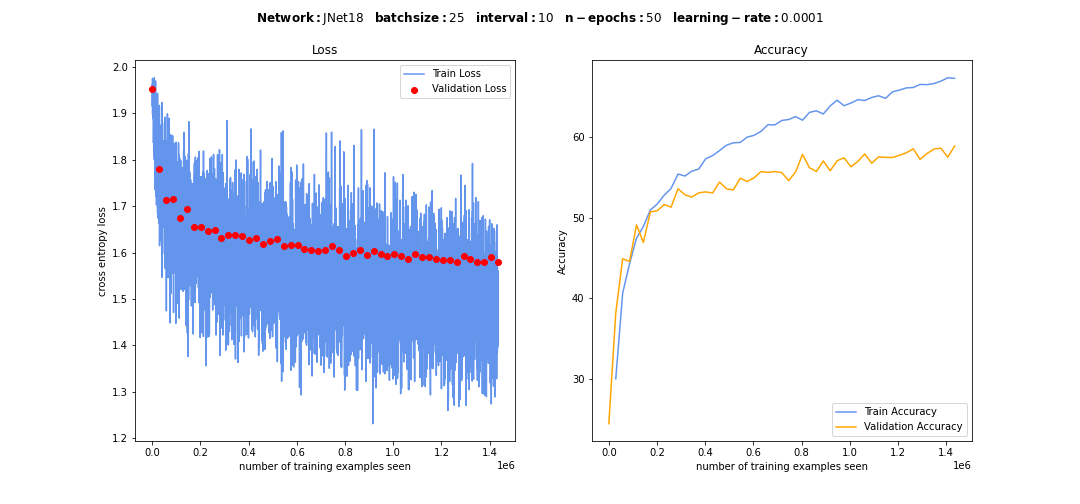 Network: JNet18 batchsize: 25 interval: 10 n − epochs: 50 learning − rate: 0.0001
Loss
Train Loss
Validation Loss
2.0
1.9
1.8
1.7
1.6
1.5
1.4
1.3
1.2
cross entropy loss
0.0 0.2 0.4 0.6 0.8 1.0 1.2 1.4
1e6
number of training examples seen
Accuracy
60
50
40
30
Accuracy
Train Accuracy
Validation Accuracy
0.0 0.2 0.4 0.6 0.8 1.0 1.2 1.4
1e6
number of training examples seen